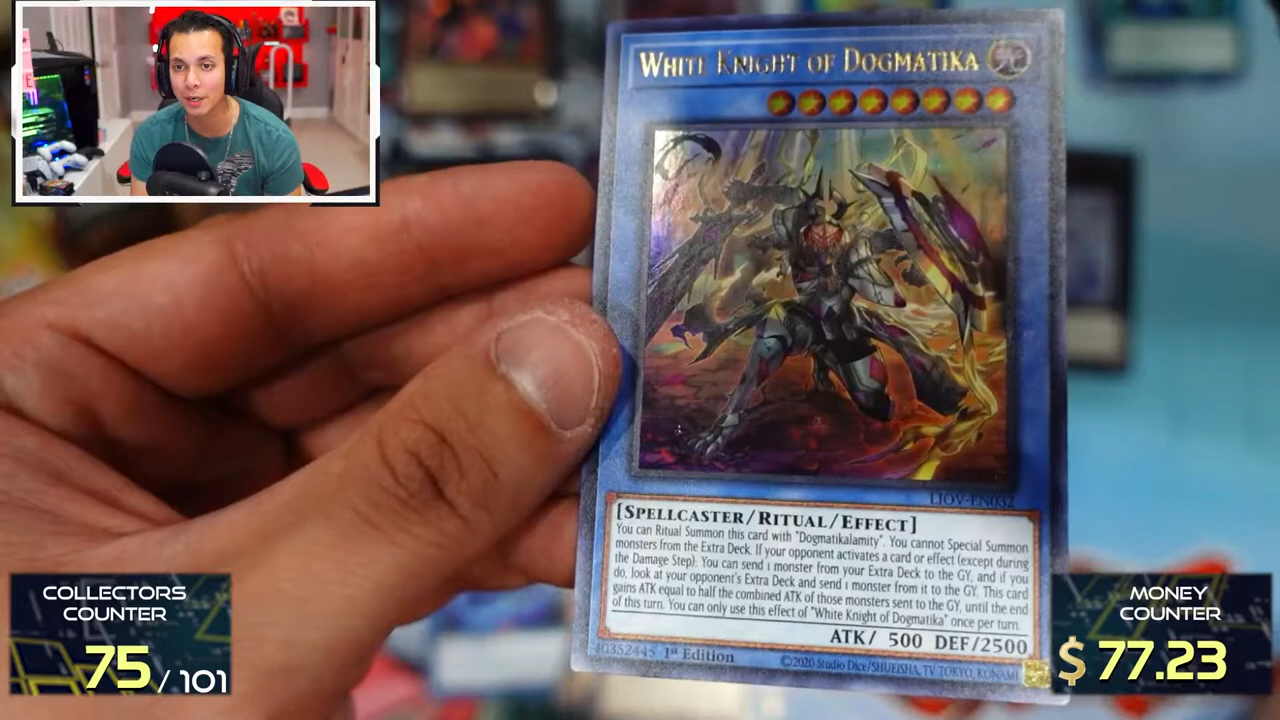 WHITE KNIGHT OF DOGMATIKA
LIOV-EN032
[SPELLCASTER/RITUAL/EFFECT]
You can Ritual Summon this card with "Dogmatikalamity". You cannot Special Summon
monsters from the Extra Deck. If your opponent activates a card or effect (except during
the Damage Step): You can send 1 monster from your Extra Deck to the GY, and if you
do, look at your opponent's Extra Deck and send 1 monster from it to the GY. This card
gains ATK equal to half the combined ATK of those monsters sent to the GY, until the end
of this turn. You can only use this effect of "White Knight of Dogmatika" once per turn.
ATK/ 500 DEF/2500
40352445 1st Edition
©2020 Studio Dice/SHUEISHA, TV TOKYO, KONAMI
COLLECTORS
COUNTER
75 / 101
MONEY
COUNTER
$ 77.23